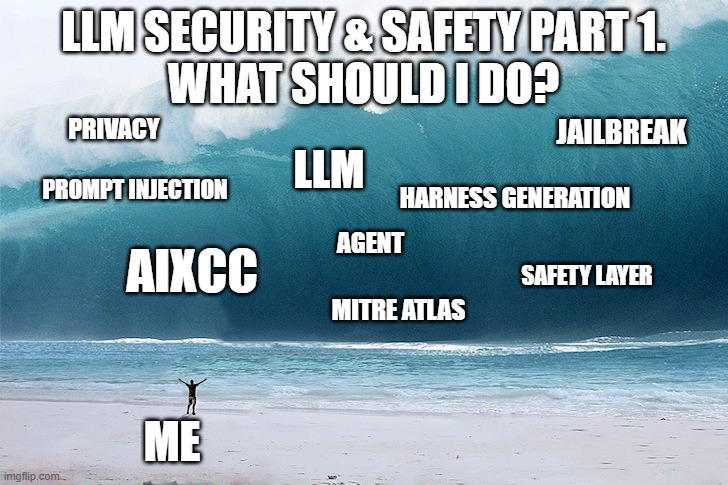 LLM SECURITY & SAFETY PART 1.
WHAT SHOULD I DO?
PRIVACY
JAILBREAK
LLM
PROMPT INJECTION
HARNESS GENERATION
AGENT
AIXCC
SAFETY LAYER
MITRE ATLAS
ME
imgflip.com